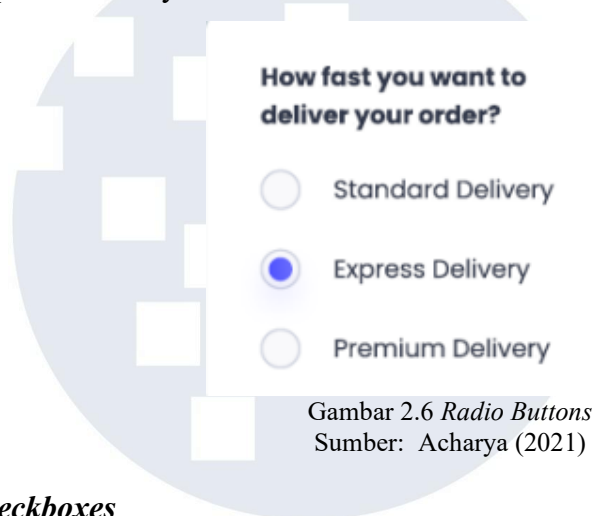 How fast you want to
deliver your order?
Standard Delivery
Express Delivery
Premium Delivery
Gambar 2.6 Radio Buttons
Sumber: Acharya (2021)